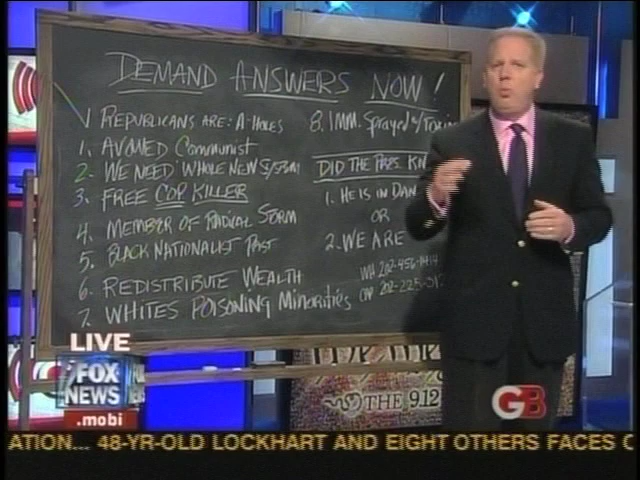 DEMAND ANSWERS NOW!
√ REPUBLICANS ARE: A-HOLES
1. AVOWED Communist
2. WE NEED WHOLE NEW SYSTEM
3. FREE COP KILLER
4. MEMBER OF RADICAL STORM
5. BLACK NATIONALIST PAST
6. REDISTRIBUTE WEALTH
7. WHITES POISONING MINORITIES
8. IMM. Sprayed w/
DID THE PRES. KN
1. HE IS IN DAN
OR
2. WE ARE
WH 202-456-1414
202-225-
LIVE
FOX
NEWS
.mobi
THE 912
GB
ATION... 48-YR-OLD LOCKHART AND EIGHT OTHERS FACES C